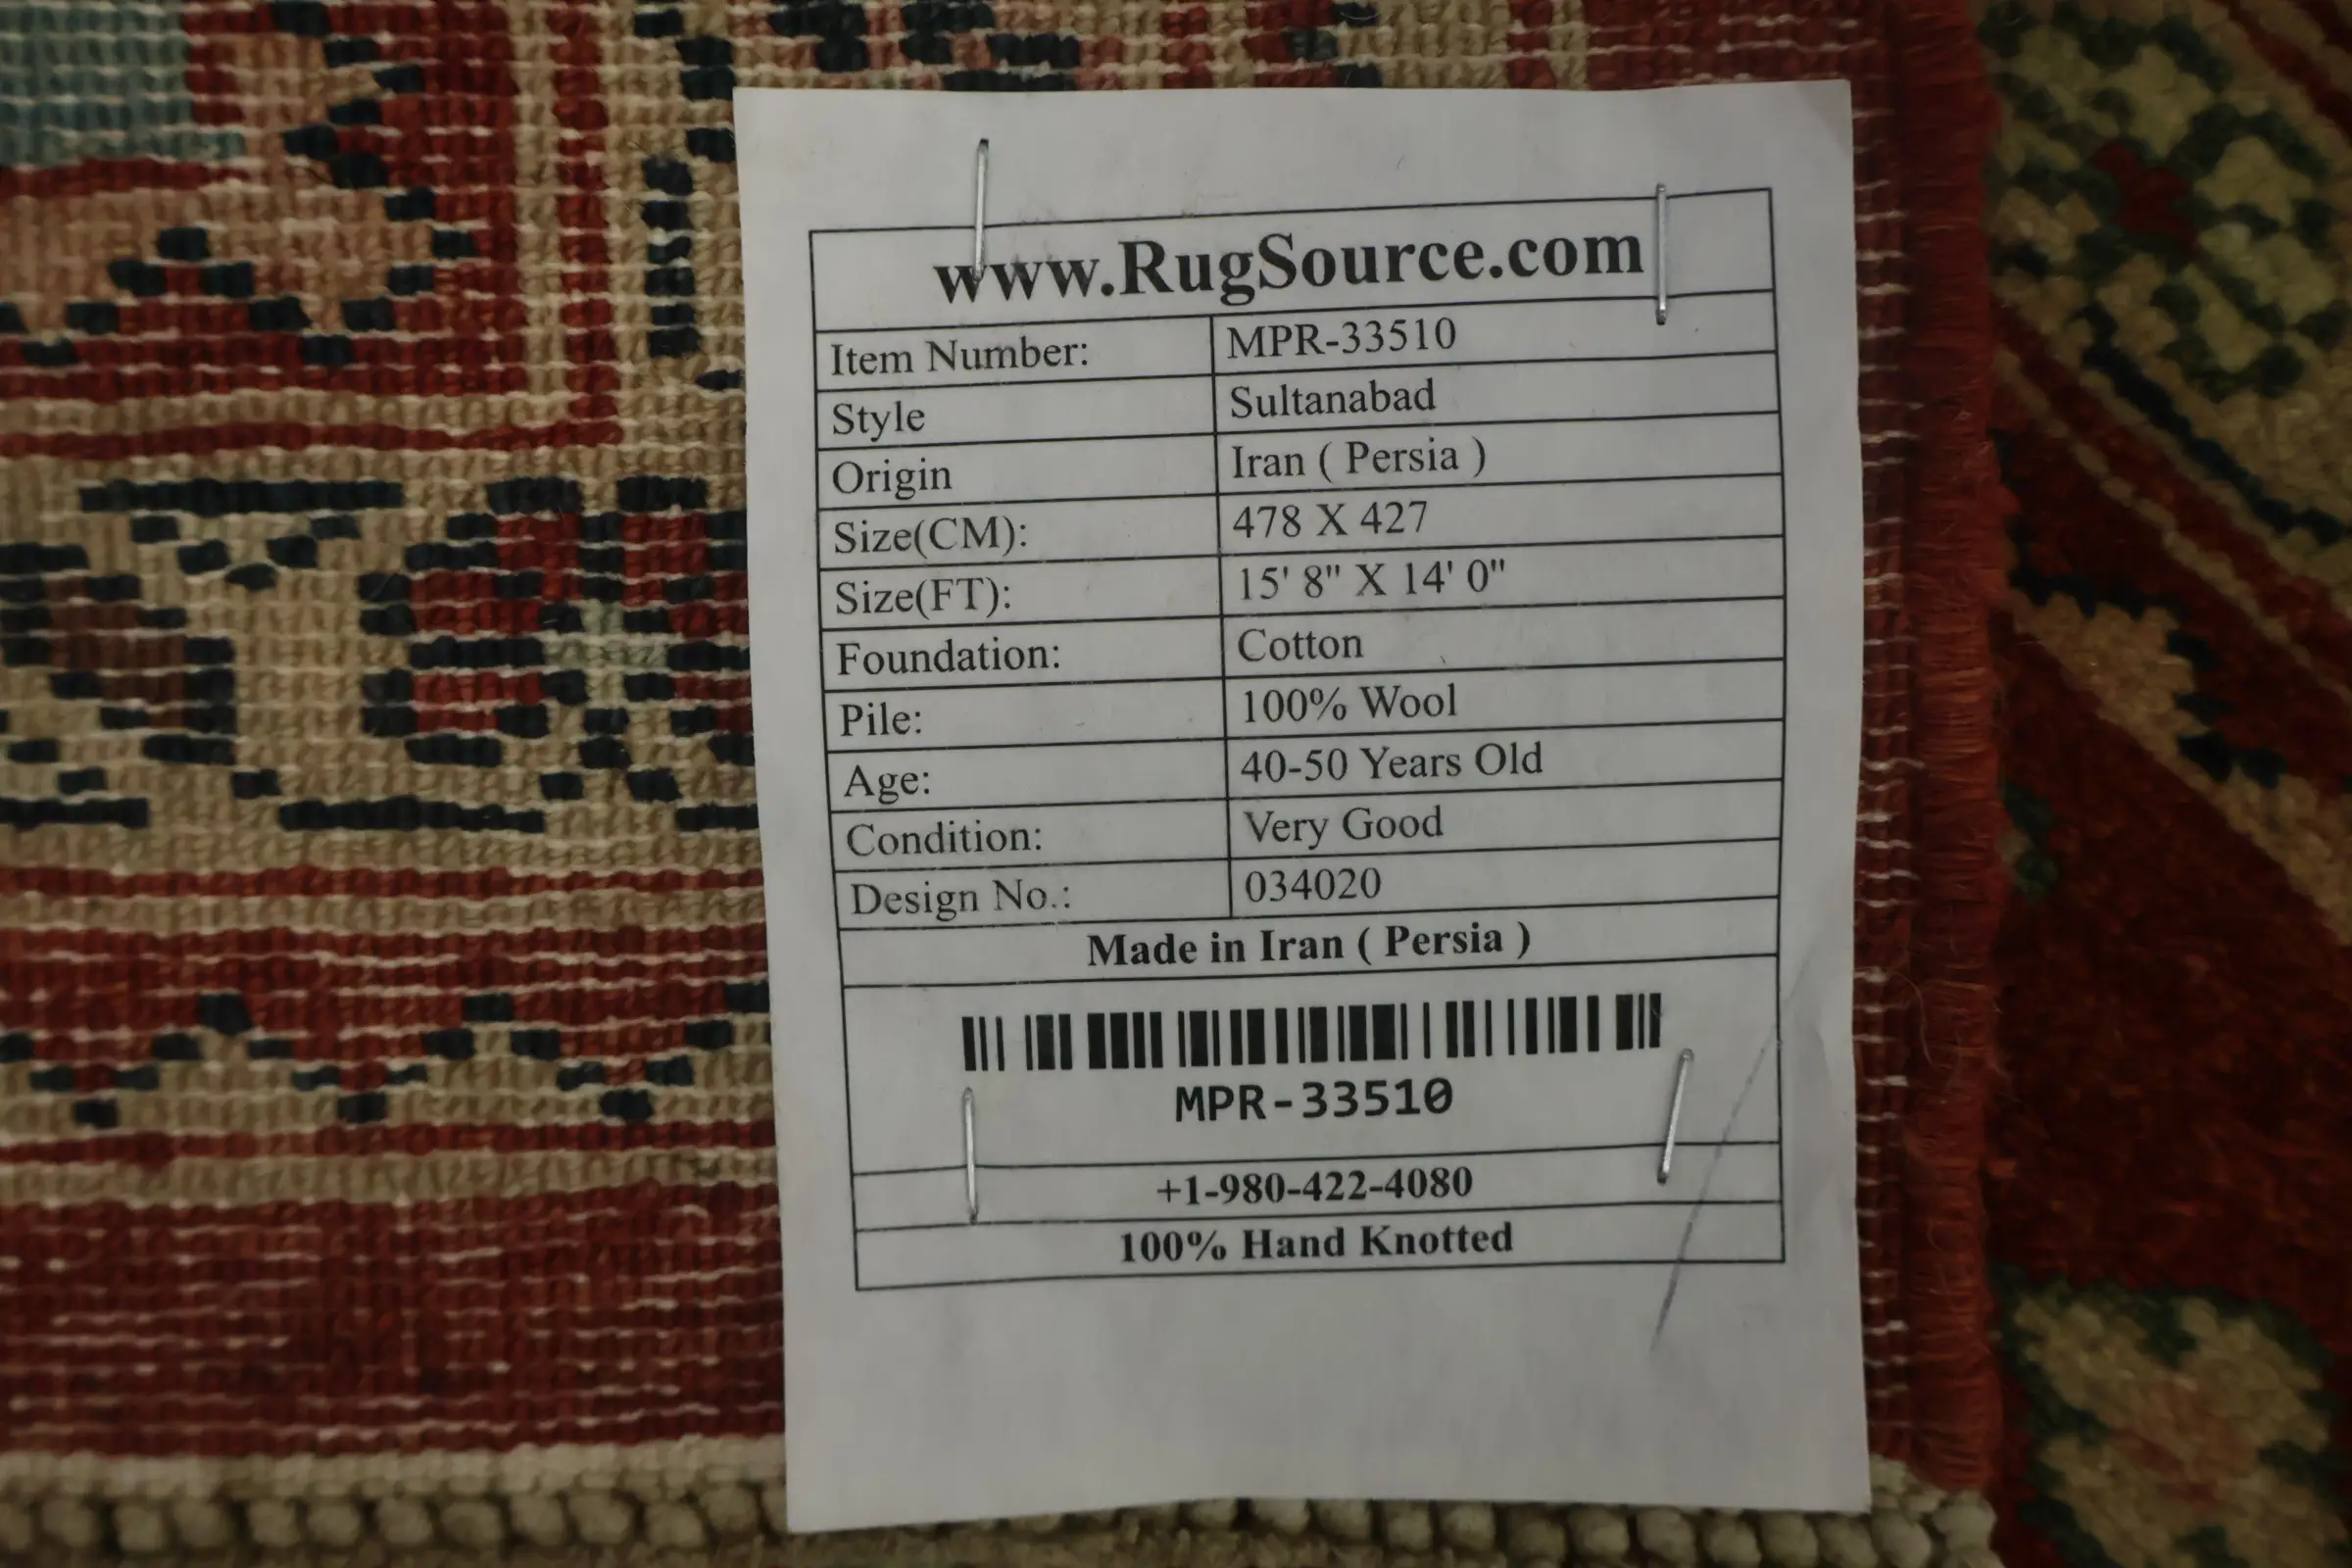 www.RugSource.com
Item Number: MPR-33510
Style Sultanabad
Origin Iran ( Persia )
Size(CM): 478 X 427
Size(FT): 15' 8" X 14' 0"
Foundation: Cotton
Pile: 100% Wool
Age: 40-50 Years Old
Condition: Very Good
Design No.: 034020
Made in Iran ( Persia )
MPR-33510
+1-980-422-4080
100% Hand Knotted